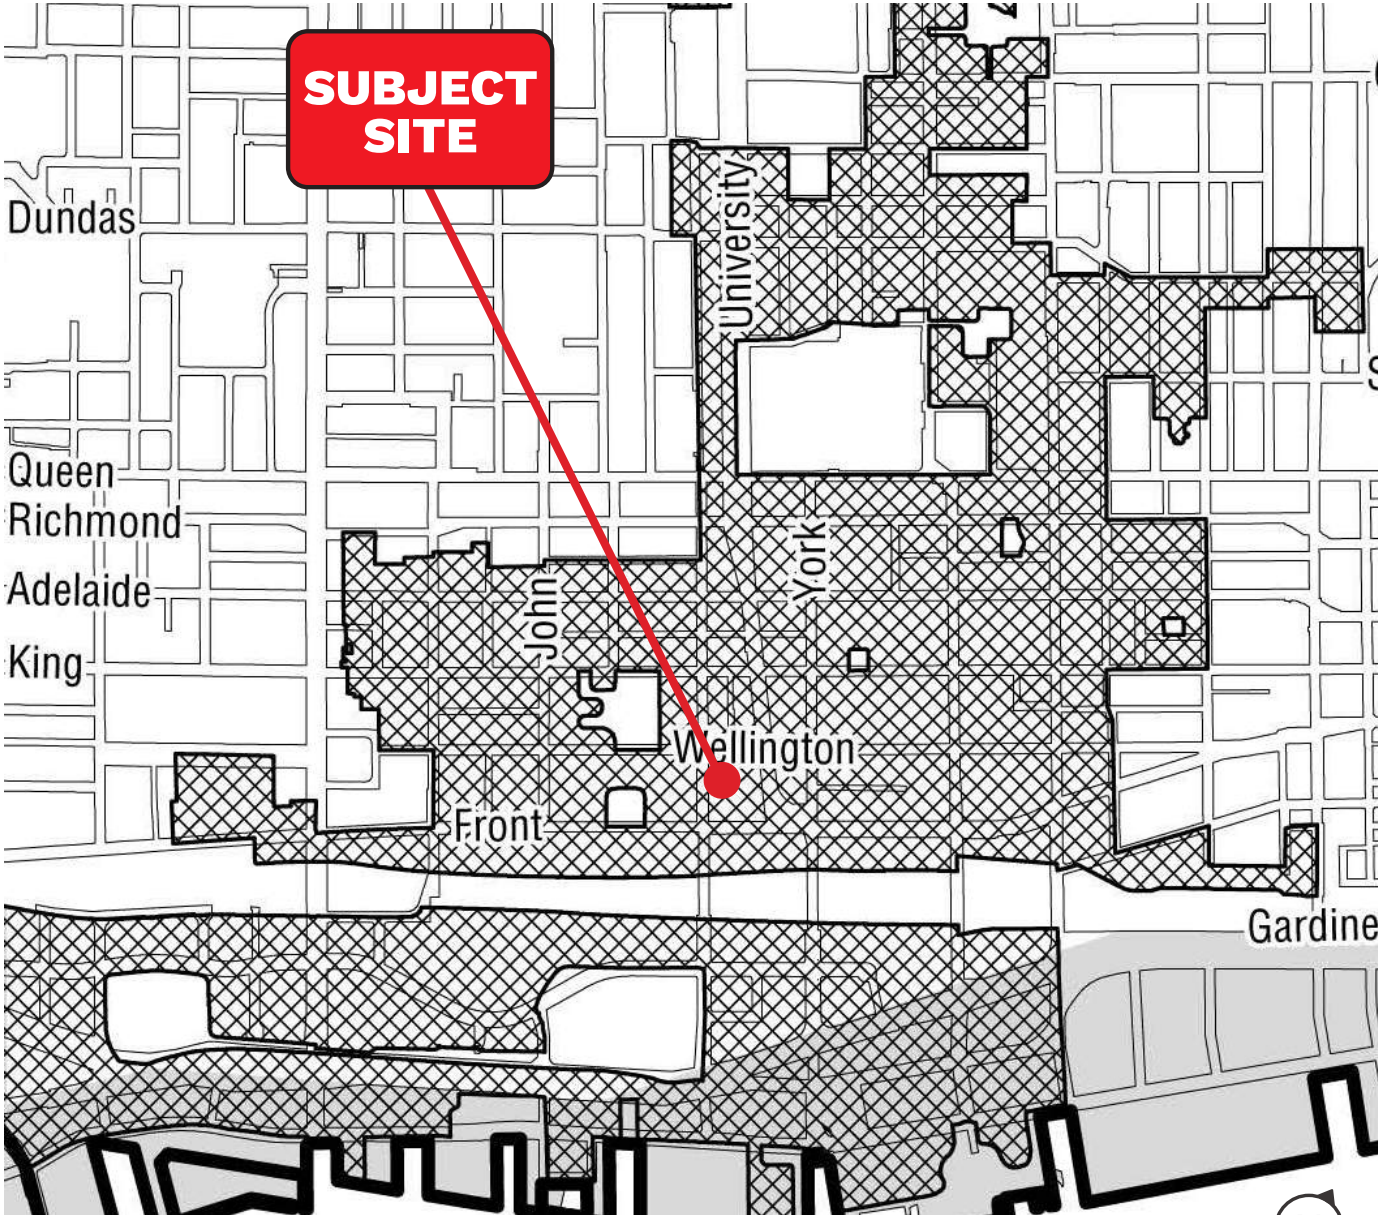 SUBJECT
SITE
Dundas
University
Queen
Richmond
York
Adelaide
John
King
Wellington
Front
Gardine
S